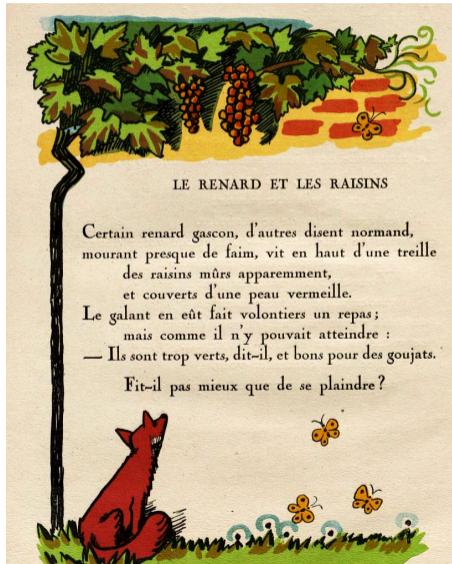 LE RENARD ET LES RAISINS
Certain renard gascon, d'autres disent normand,
mourant presque de faim, vit en haut d'une treille
des raisins mûrs apparemment,
et couverts d'une peau vermeille.
Le galant en eût fait volontiers un repas ;
mais comme il n'y pouvait atteindre :
— Ils sont trop verts, dit-il, et bons pour des goujats.
Fit-il pas mieux que de se plaindre ?